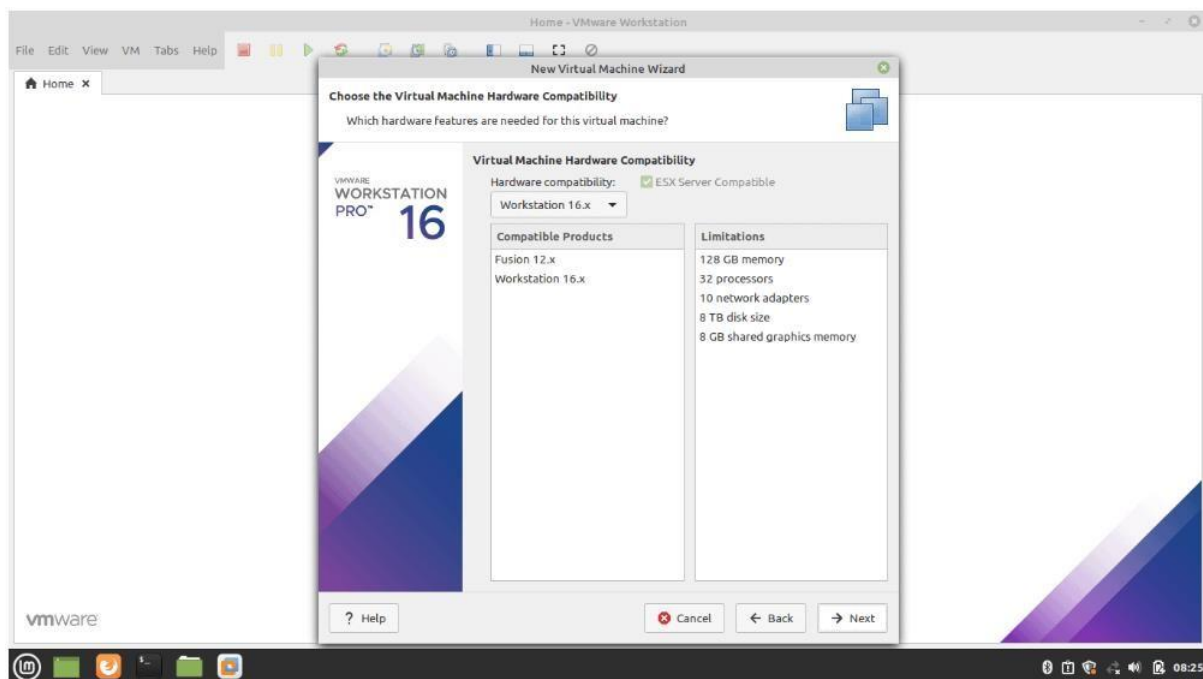 Home - VMware Workstation
File Edit View VM Tabs Help
Home
New Virtual Machine Wizard
Choose the Virtual Machine Hardware Compatibility
Which hardware features are needed for this virtual machine?
VMWARE
WORKSTATION
PRO™ 16
Virtual Machine Hardware Compatibility
Hardware compatibility: ESX Server Compatible
Workstation 16.x
Compatible Products
Fusion 12.x
Workstation 16.x
Limitations
128 GB memory
32 processors
10 network adapters
8 TB disk size
8 GB shared graphics memory
? Help
Cancel
Back
Next
vmware
08:25